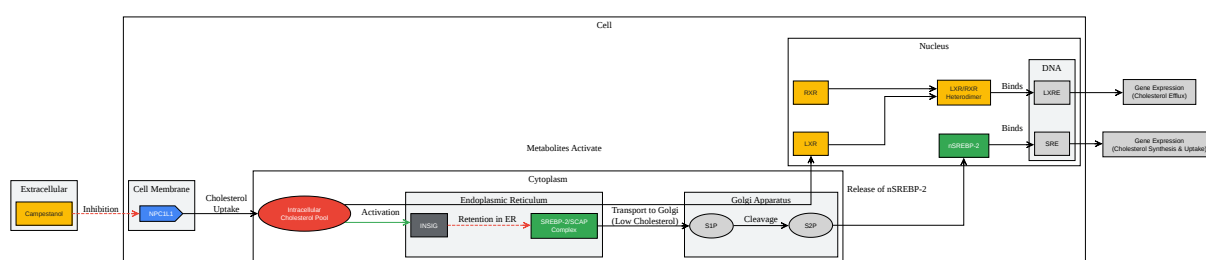 Cell
Nucleus
DNA
RXR
LXR/RXR
Heterodimer
Binds
LXRE
Gene Expression
(Cholesterol Efflux)
Binds
LXR
nSREBP-2
SRE
Gene Expression
(Cholesterol Synthesis & Uptake)
Metabolites Activate
Cytoplasm
Extracellular
Cell Membrane
Cholesterol
Uptake
Release of nSREBP-2
Endoplasmic Reticulum
Golgi Apparatus
Campestanol
Inhibition
NPC1L1
Intracellular
Cholesterol Pool
Activation
INSIG
Retention in ER
SREBP-2/SCAP
Complex
Transport to Golgi
(Low Cholesterol)
S1P
Cleavage
S2P